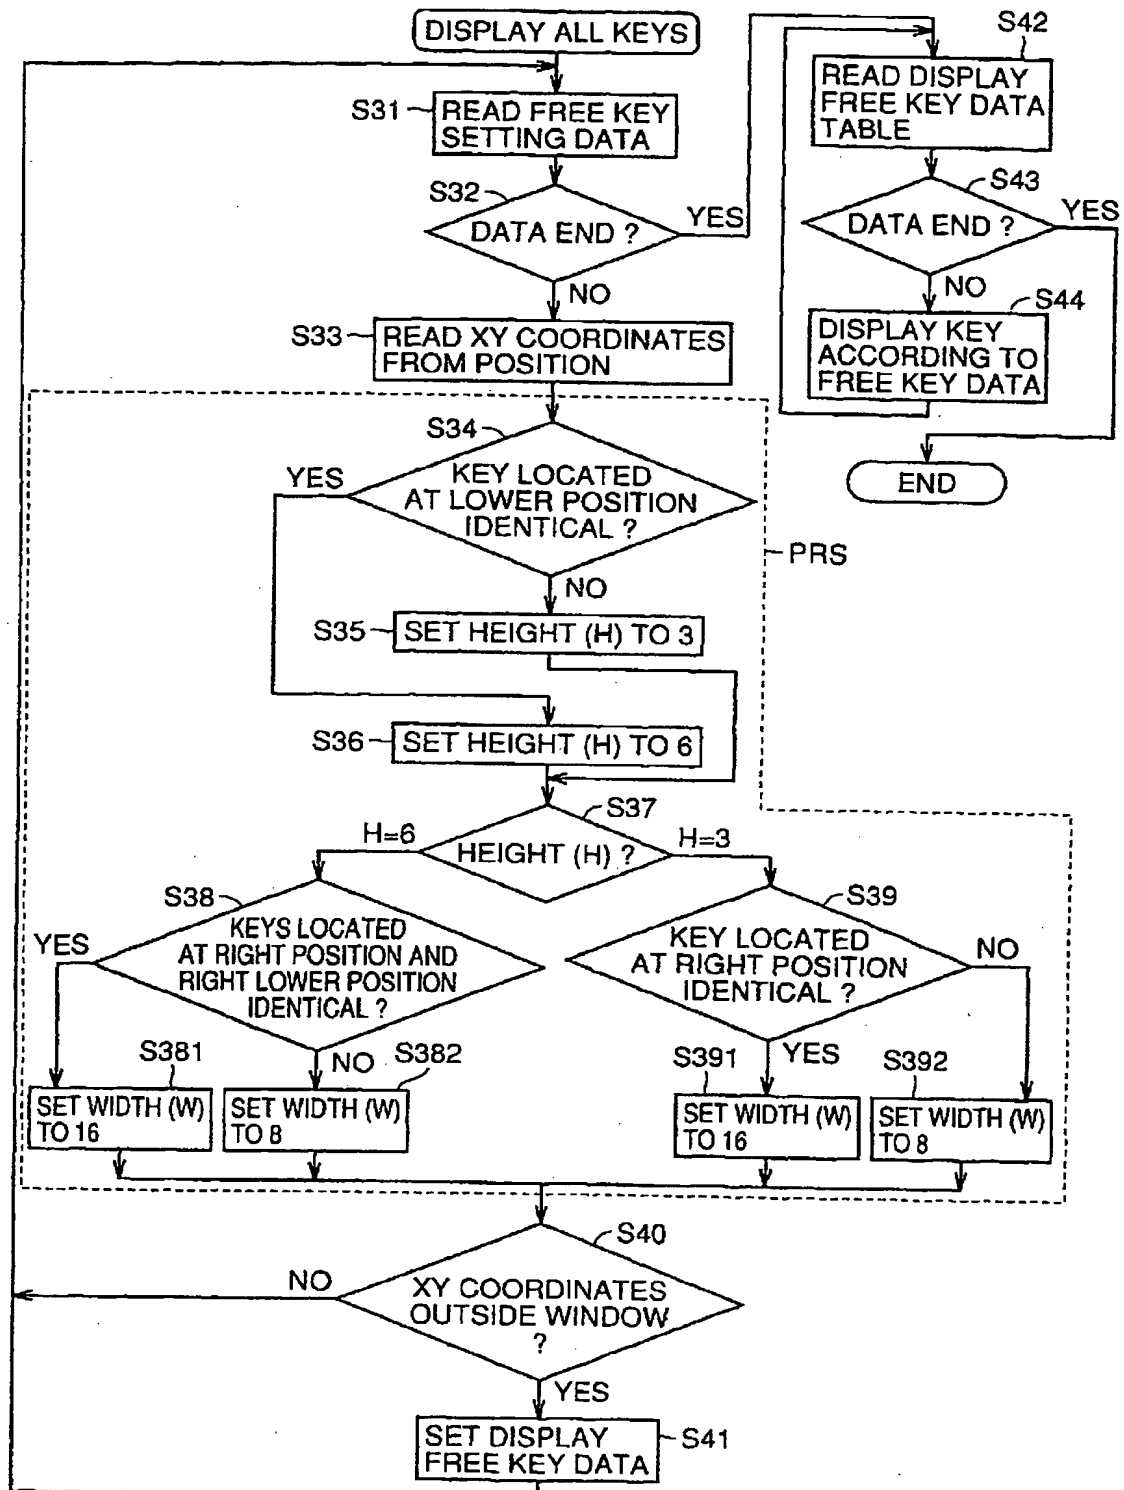 DISPLAY ALL KEYS
S31
READ FREE KEY
SETTING DATA
S32
DATA END ?
YES
NO
S33
READ XY COORDINATES
FROM POSITION
S34
YES
KEY LOCATED
AT LOWER POSITION
IDENTICAL ?
NO
PRS
S35
SET HEIGHT (H) TO 3
S36
SET HEIGHT (H) TO 6
S37
H=6
HEIGHT (H) ?
H=3
S38
YES
KEYS LOCATED
AT RIGHT POSITION AND
RIGHT LOWER POSITION
IDENTICAL ?
NO
S39
KEY LOCATED
AT RIGHT POSITION
IDENTICAL ?
NO
YES
S381
SET WIDTH (W)
TO 16
S382
SET WIDTH (W)
TO 8
S391
SET WIDTH (W)
TO 16
S392
SET WIDTH (W)
TO 8
S40
NO
XY COORDINATES
OUTSIDE WINDOW
?
YES
S41
SET DISPLAY
FREE KEY DATA
S42
READ DISPLAY
FREE KEY DATA
TABLE
S43
DATA END ?
YES
NO
S44
DISPLAY KEY
ACCORDING TO
FREE KEY DATA
END